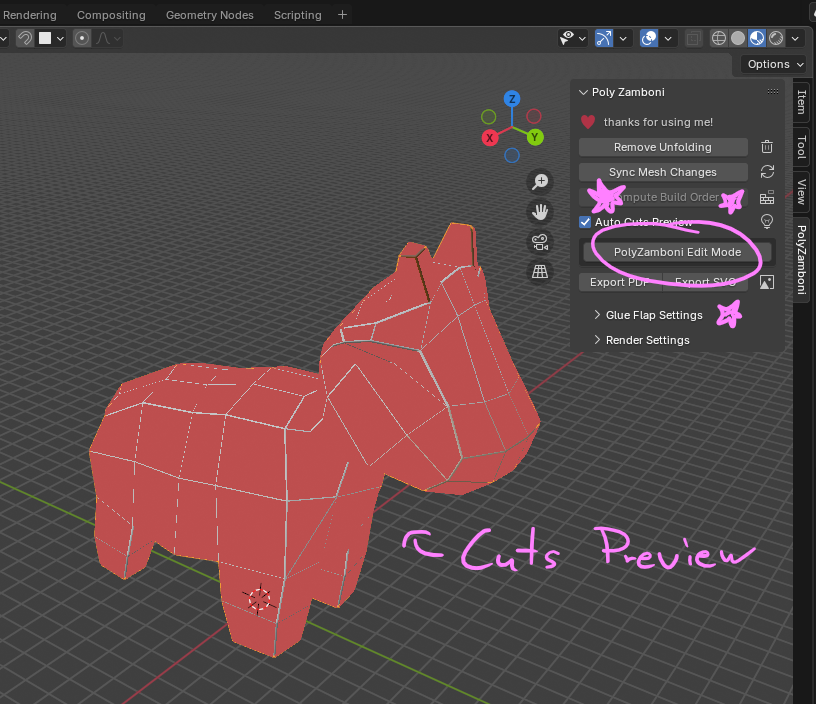 Rendering Compositing Geometry Nodes Scripting +
Options
Poly Zamboni
thanks for using me!
Remove Unfolding
Sync Mesh Changes
Build Order
Auto Cuts Preview
PolyZamboni Edit Mode
Export PDF Export SVG
Glue Flap Settings
Render Settings
Item
Tool
View
PolyZamboni
Z
X
Y
Cuts Preview